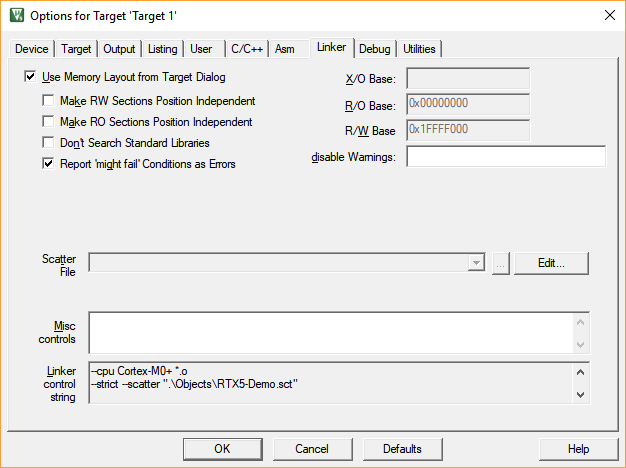 Options for Target 'Target 1'
Device Target Output Listing User C/C++ Asm Linker Debug Utilities
Use Memory Layout from Target Dialog
Make RW Sections Position Independent
Make RO Sections Position Independent
Don't Search Standard Libraries
Report 'might fail' Conditions as Errors
X/O Base:
R/O Base: 0x00000000
R/W Base 0x1FFFF000
disable Warnings:
Scatter
File
... Edit...
Misc
controls
Linker
control
string
--cpu Cortex-M0+ *.o
--strict --scatter ".\Objects\RTX5-Demo.sct"
OK Cancel Defaults Help